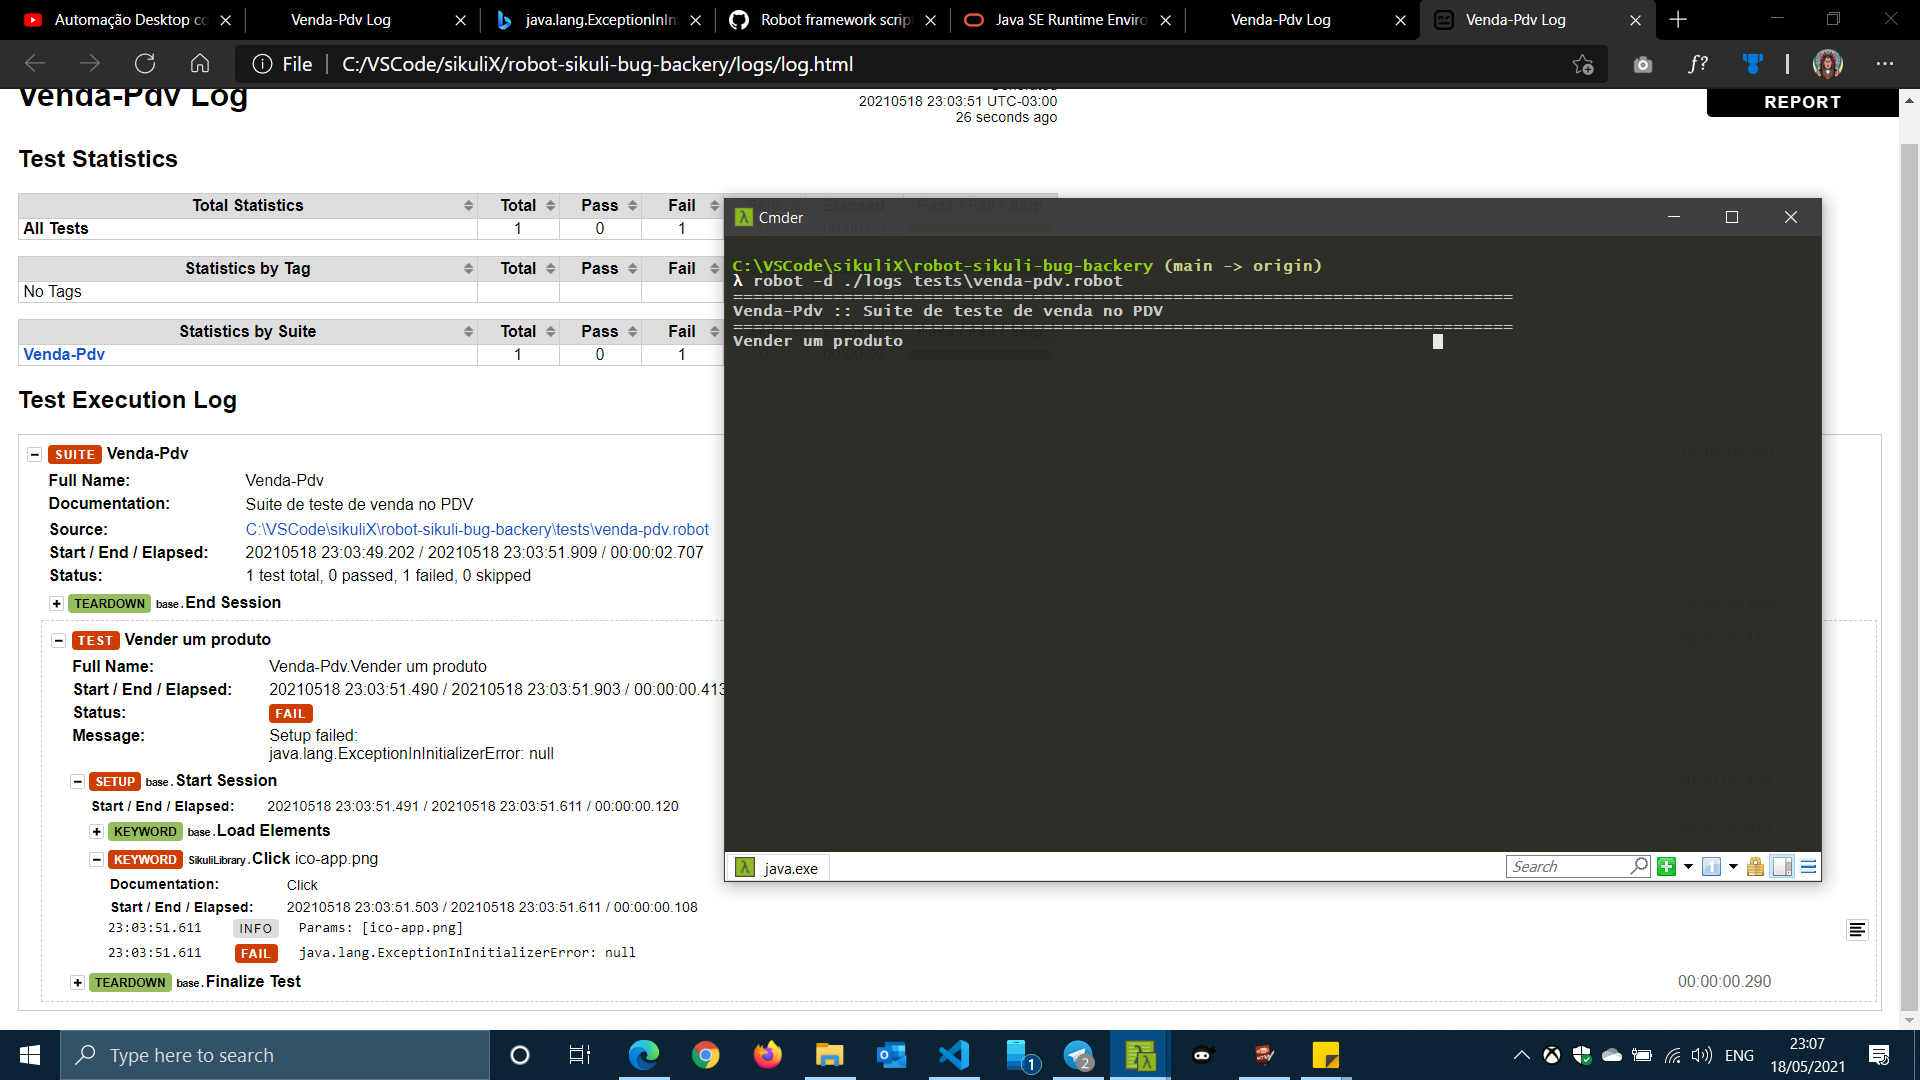 Automação Desktop co
Venda-Pdv Log
java.lang.ExceptionInIni
Robot framework script
Java SE Runtime Enviro
Venda-Pdv Log
Venda-Pdv Log
File
C:/VSCode/sikuliX/robot-sikuli-bug-backery/logs/log.html
Venda-Pdv Log
Generated
20210518 23:03:51 UTC-03:00
26 seconds ago
REPORT
Test Statistics
Total Statistics Total Pass Fail Skip Elapsed Pass / Fail / Skip
All Tests 1 0 1 0 00:00:00
Statistics by Tag Total Pass Fail
No Tags
Statistics by Suite Total Pass Fail
Venda-Pdv 1 0 1
Test Execution Log
SUITE Venda-Pdv
Full Name: Venda-Pdv
Documentation: Suite de teste de venda no PDV
Source: C:\VSCode\sikuliX\robot-sikuli-bug-backery\tests\venda-pdv.robot
Start / End / Elapsed: 20210518 23:03:49.202 / 20210518 23:03:51.909 / 00:00:02.707
Status: 1 test total, 0 passed, 1 failed, 0 skipped
TEARDOWN base.End Session
TEST Vender um produto
Full Name: Venda-Pdv.Vender um produto
Start / End / Elapsed: 20210518 23:03:51.490 / 20210518 23:03:51.903 / 00:00:00.413
Status: FAIL
Message: Setup failed:
java.lang.ExceptionInInitializerError: null
SETUP base.Start Session
Start / End / Elapsed: 20210518 23:03:51.491 / 20210518 23:03:51.611 / 00:00:00.120
KEYWORD base.Load Elements
KEYWORD SikuliLibrary.Click ico-app.png
Documentation: Click
Start / End / Elapsed: 20210518 23:03:51.503 / 20210518 23:03:51.611 / 00:00:00.108
23:03:51.611 INFO Params: [ico-app.png]
23:03:51.611 FAIL java.lang.ExceptionInInitializerError: null
TEARDOWN base.Finalize Test 00:00:00.290
λ Cmder
C:\VSCode\sikuliX\robot-sikuli-bug-backery (main -> origin)
λ robot -d ./logs tests\venda-pdv.robot
==============================================================================
Venda-Pdv :: Suite de teste de venda no PDV
==============================================================================
Vender um produto
λ java.exe
Search
Type here to search
1
2
ENG
23:07
18/05/2021